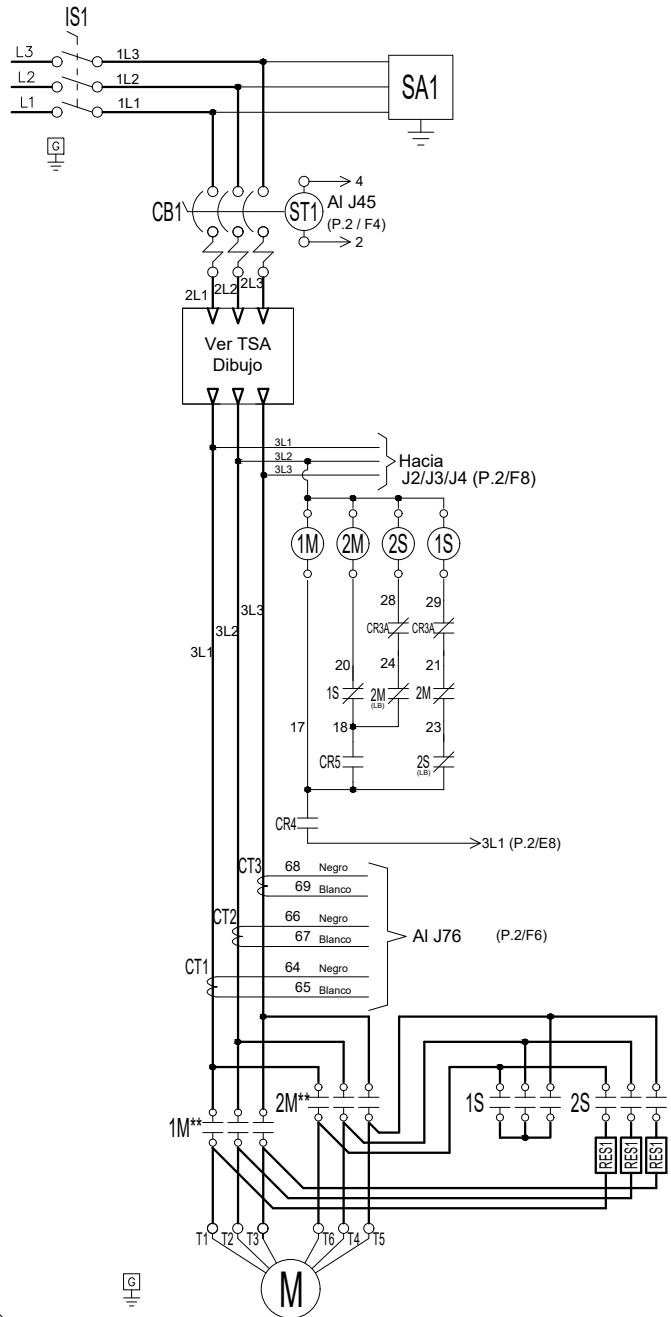 IS1
L3 1L3
L2 1L2
L1 1L1
SA1
G
CB1
ST1
4
Al J45
(P.2 / F4)
2
2L1 2L2 2L3
Ver TSA
Dibujo
3L1
3L2
3L3
Hacia
J2/J3/J4 (P.2/F8)
1M 2M 2S 1S
28 29
CR3A CR3A
3L3
3L2
3L1
20 24 21
1S 2M 2M
(LB)
17 18 23
CR5 2S
(LB)
CR4
3L1 (P.2/E8)
CT3 68 Negro
69 Blanco
CT2 66 Negro
67 Blanco
Al J76 (P.2/F6)
CT1 64 Negro
65 Blanco
1M** 2M** 1S 2S
RES1 RES1 RES1
T1 T2 T3 T6 T4 T5
G
M